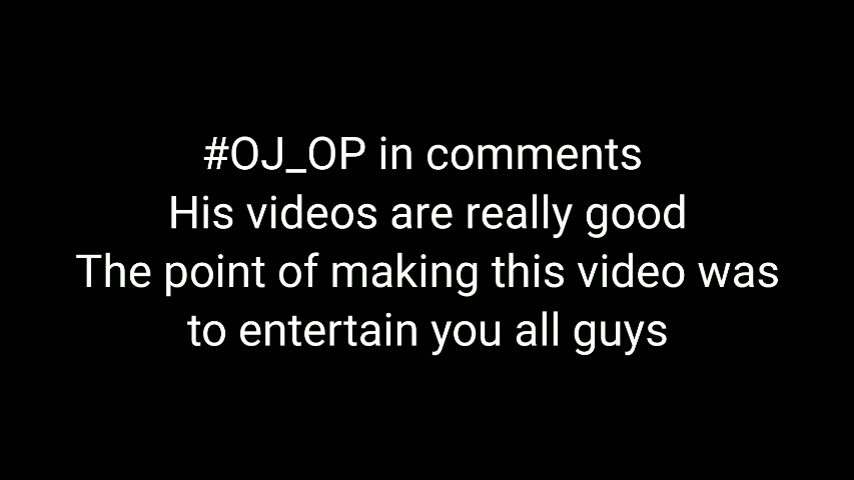 #OJ_OP in comments
His videos are really good
The point of making this video was
to entertain you all guys